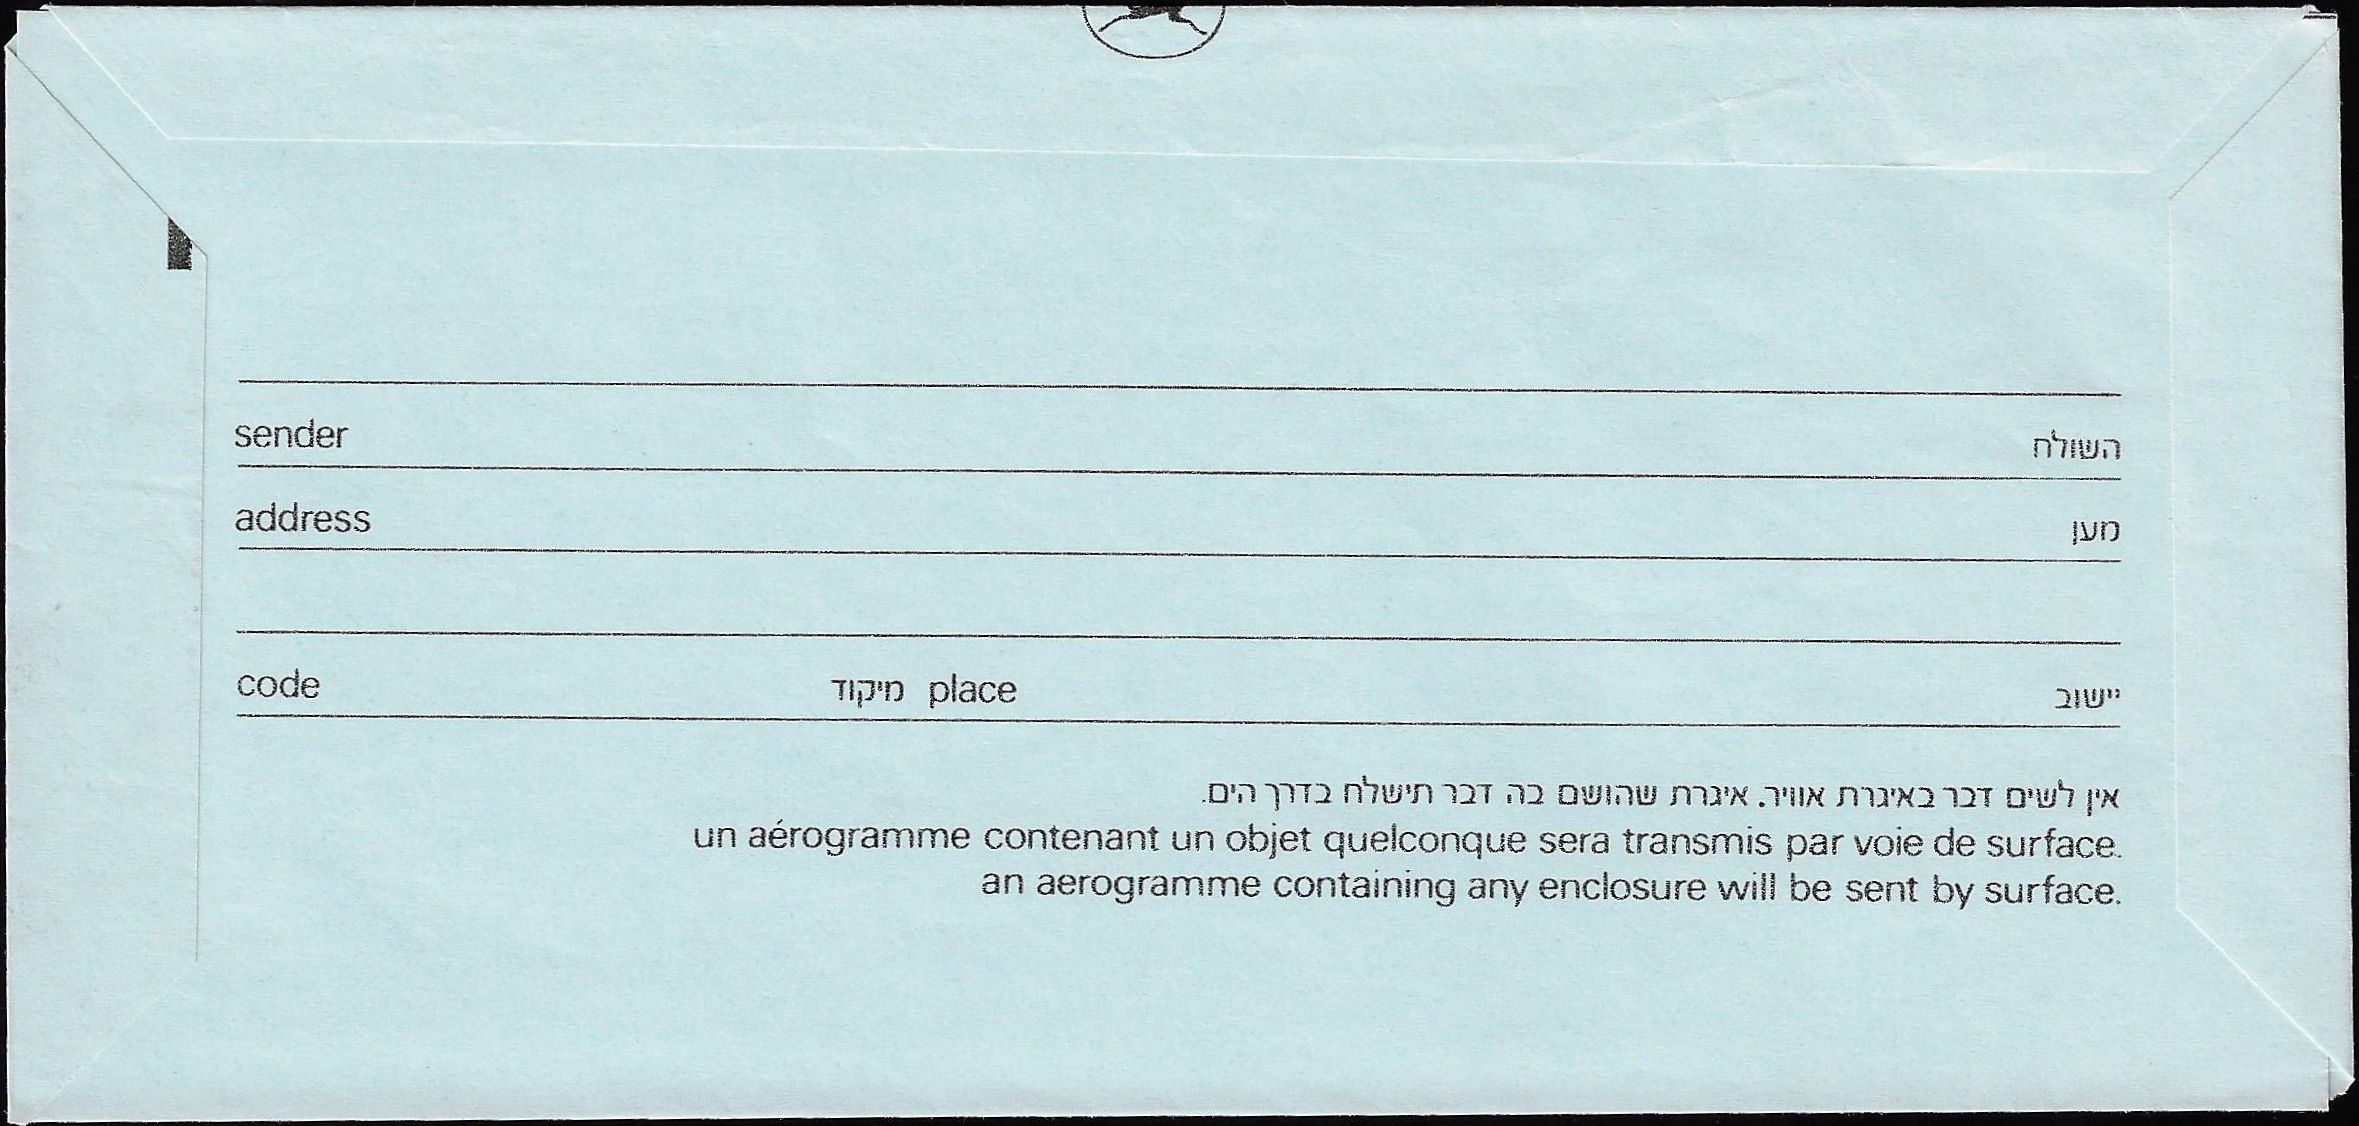 sender השולח
address מען
code מיקוד place יישוב
אין לשים דבר באיגרת אוויר. איגרת שהושם בה דבר תישלח בדרך הים.
un aérogramme contenant un objet quelconque sera transmis par voie de surface.
an aerogramme containing any enclosure will be sent by surface.